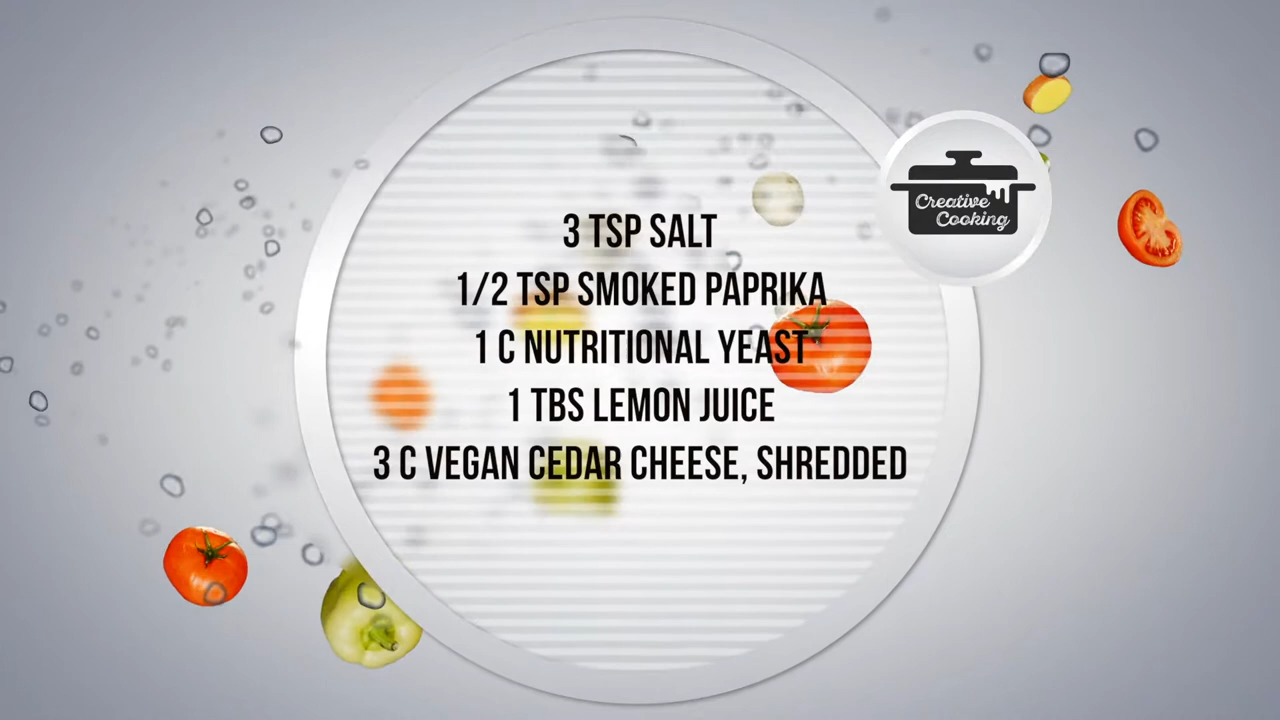 3 TSP SALT
1/2 TSP SMOKED PAPRIKA
1 C NUTRITIONAL YEAST
1 TBS LEMON JUICE
3 C VEGAN CEDAR CHEESE, SHREDDED
Creative
Cooking